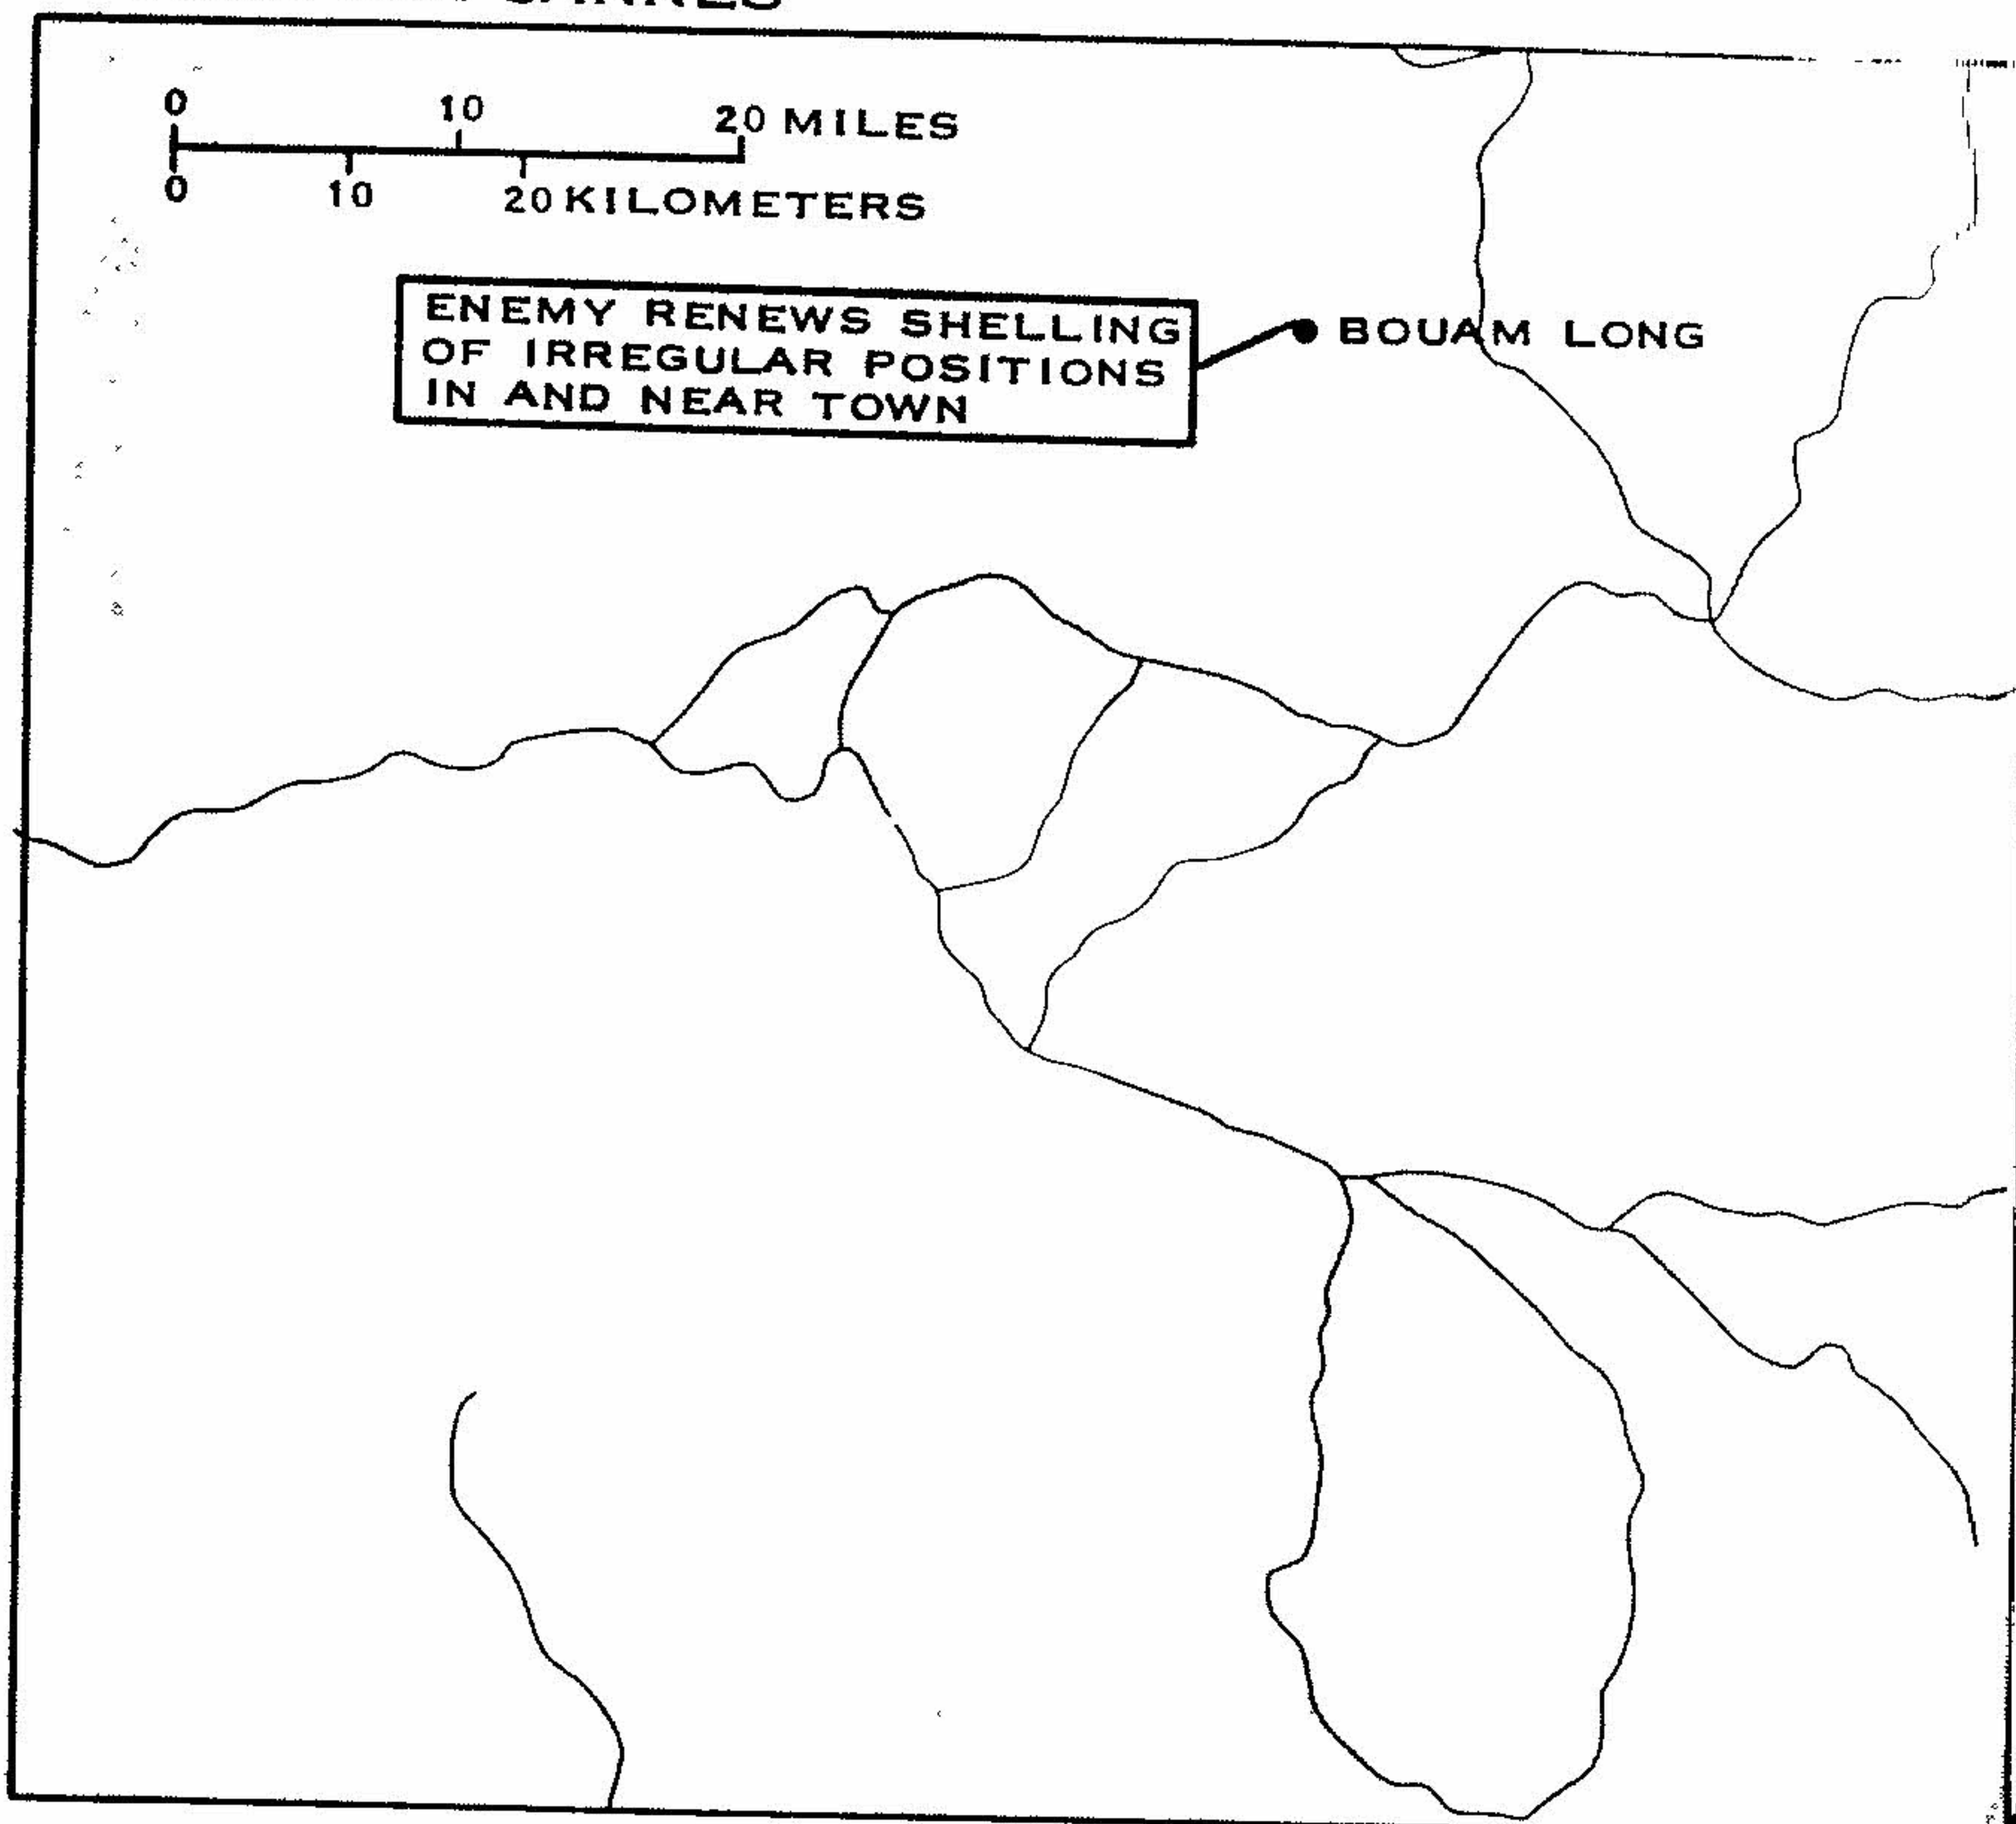 0 10 20 MILES
0 10 20 KILOMETERS
ENEMY RENEWS SHELLING
OF IRREGULAR POSITIONS
IN AND NEAR TOWN
BOUAM LONG